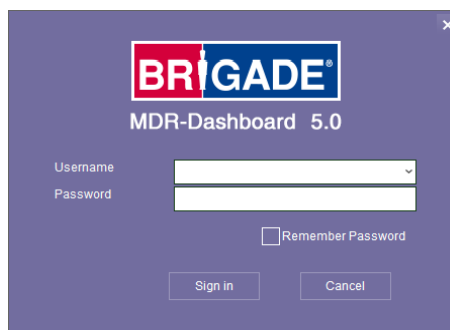 BRIGADE®
MDR-Dashboard 5.0
Username
Password
Remember Password
Sign in Cancel